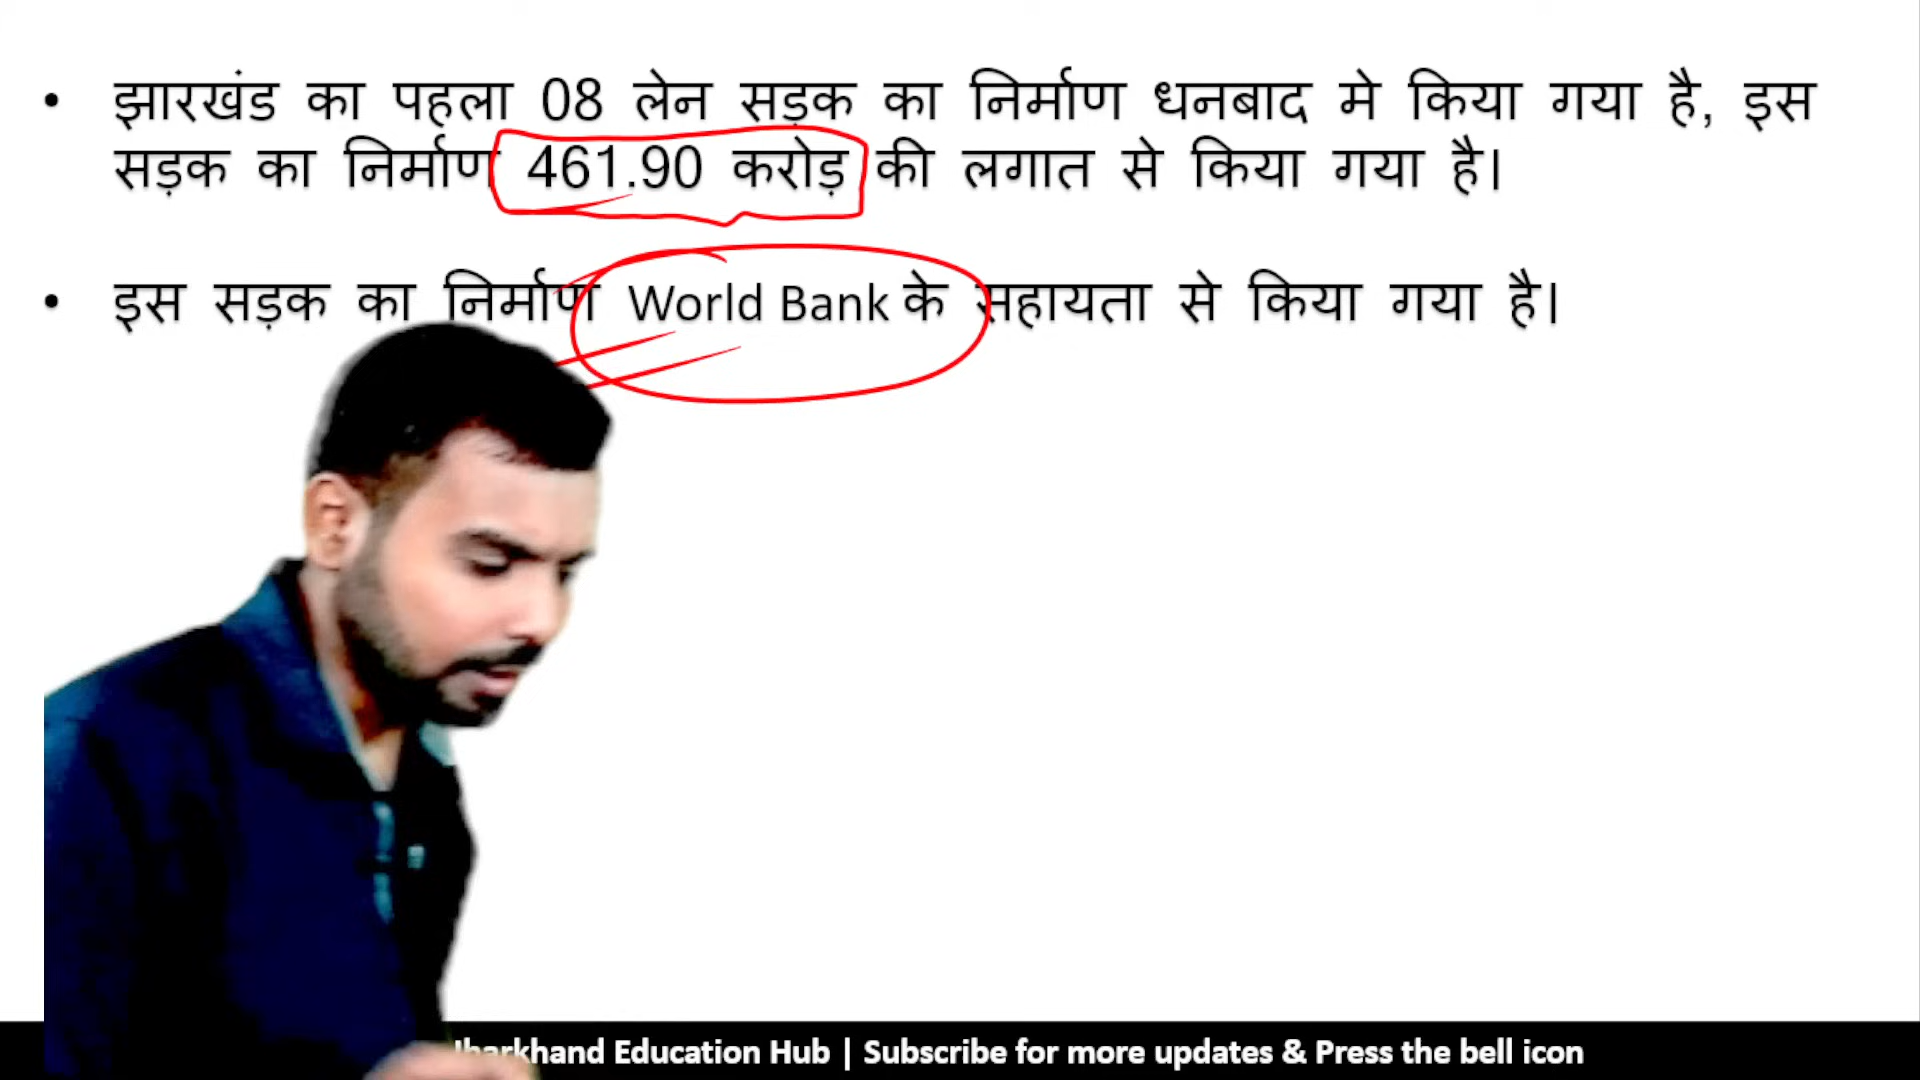 • झारखंड का पहला 08 लेन सड़क का निर्माण धनबाद मे किया गया है, इस
सड़क का निर्माण 461.90 करोड़ की लगात से किया गया है।
• इस सड़क का निर्माण World Bank के सहायता से किया गया है।
Jharkhand Education Hub | Subscribe for more updates & Press the bell icon